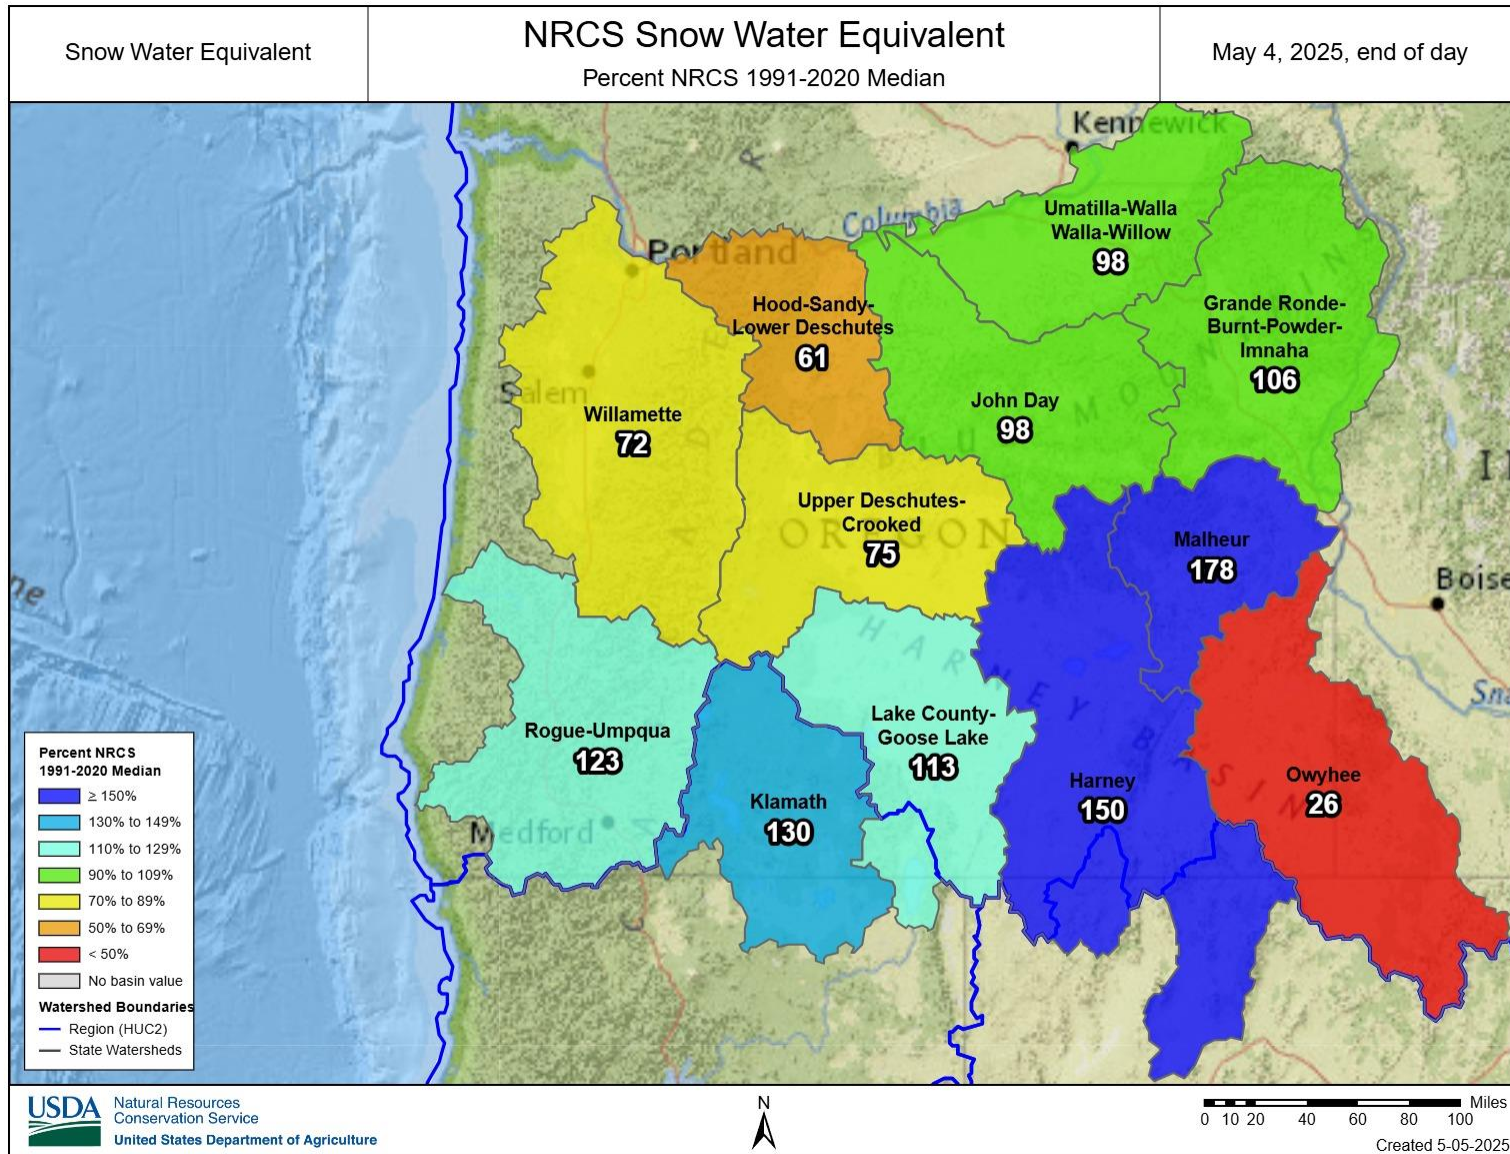 Snow Water Equivalent
NRCS Snow Water Equivalent
Percent NRCS 1991-2020 Median
May 4, 2025, end of day
Kennewick
Columbia
Umatilla-Walla
Walla-Willow
98
Portland
Hood-Sandy-
Lower Deschutes
61
Grande Ronde-
Burnt-Powder-
Imnaha
106
Salem
Willamette
72
John Day
98
Upper Deschutes-
Crooked
75
OREGON
Malheur
178
Boise
HARNEY BASIN
Rogue-Umpqua
123
Lake County-
Goose Lake
113
Klamath
130
Harney
150
Owyhee
26
Medford
Percent NRCS
1991-2020 Median
≥ 150%
130% to 149%
110% to 129%
90% to 109%
70% to 89%
50% to 69%
< 50%
No basin value
Watershed Boundaries
Region (HUC2)
State Watersheds
USDA
Natural Resources
Conservation Service
United States Department of Agriculture
N
Miles
0 10 20 40 60 80 100
Created 5-05-2025